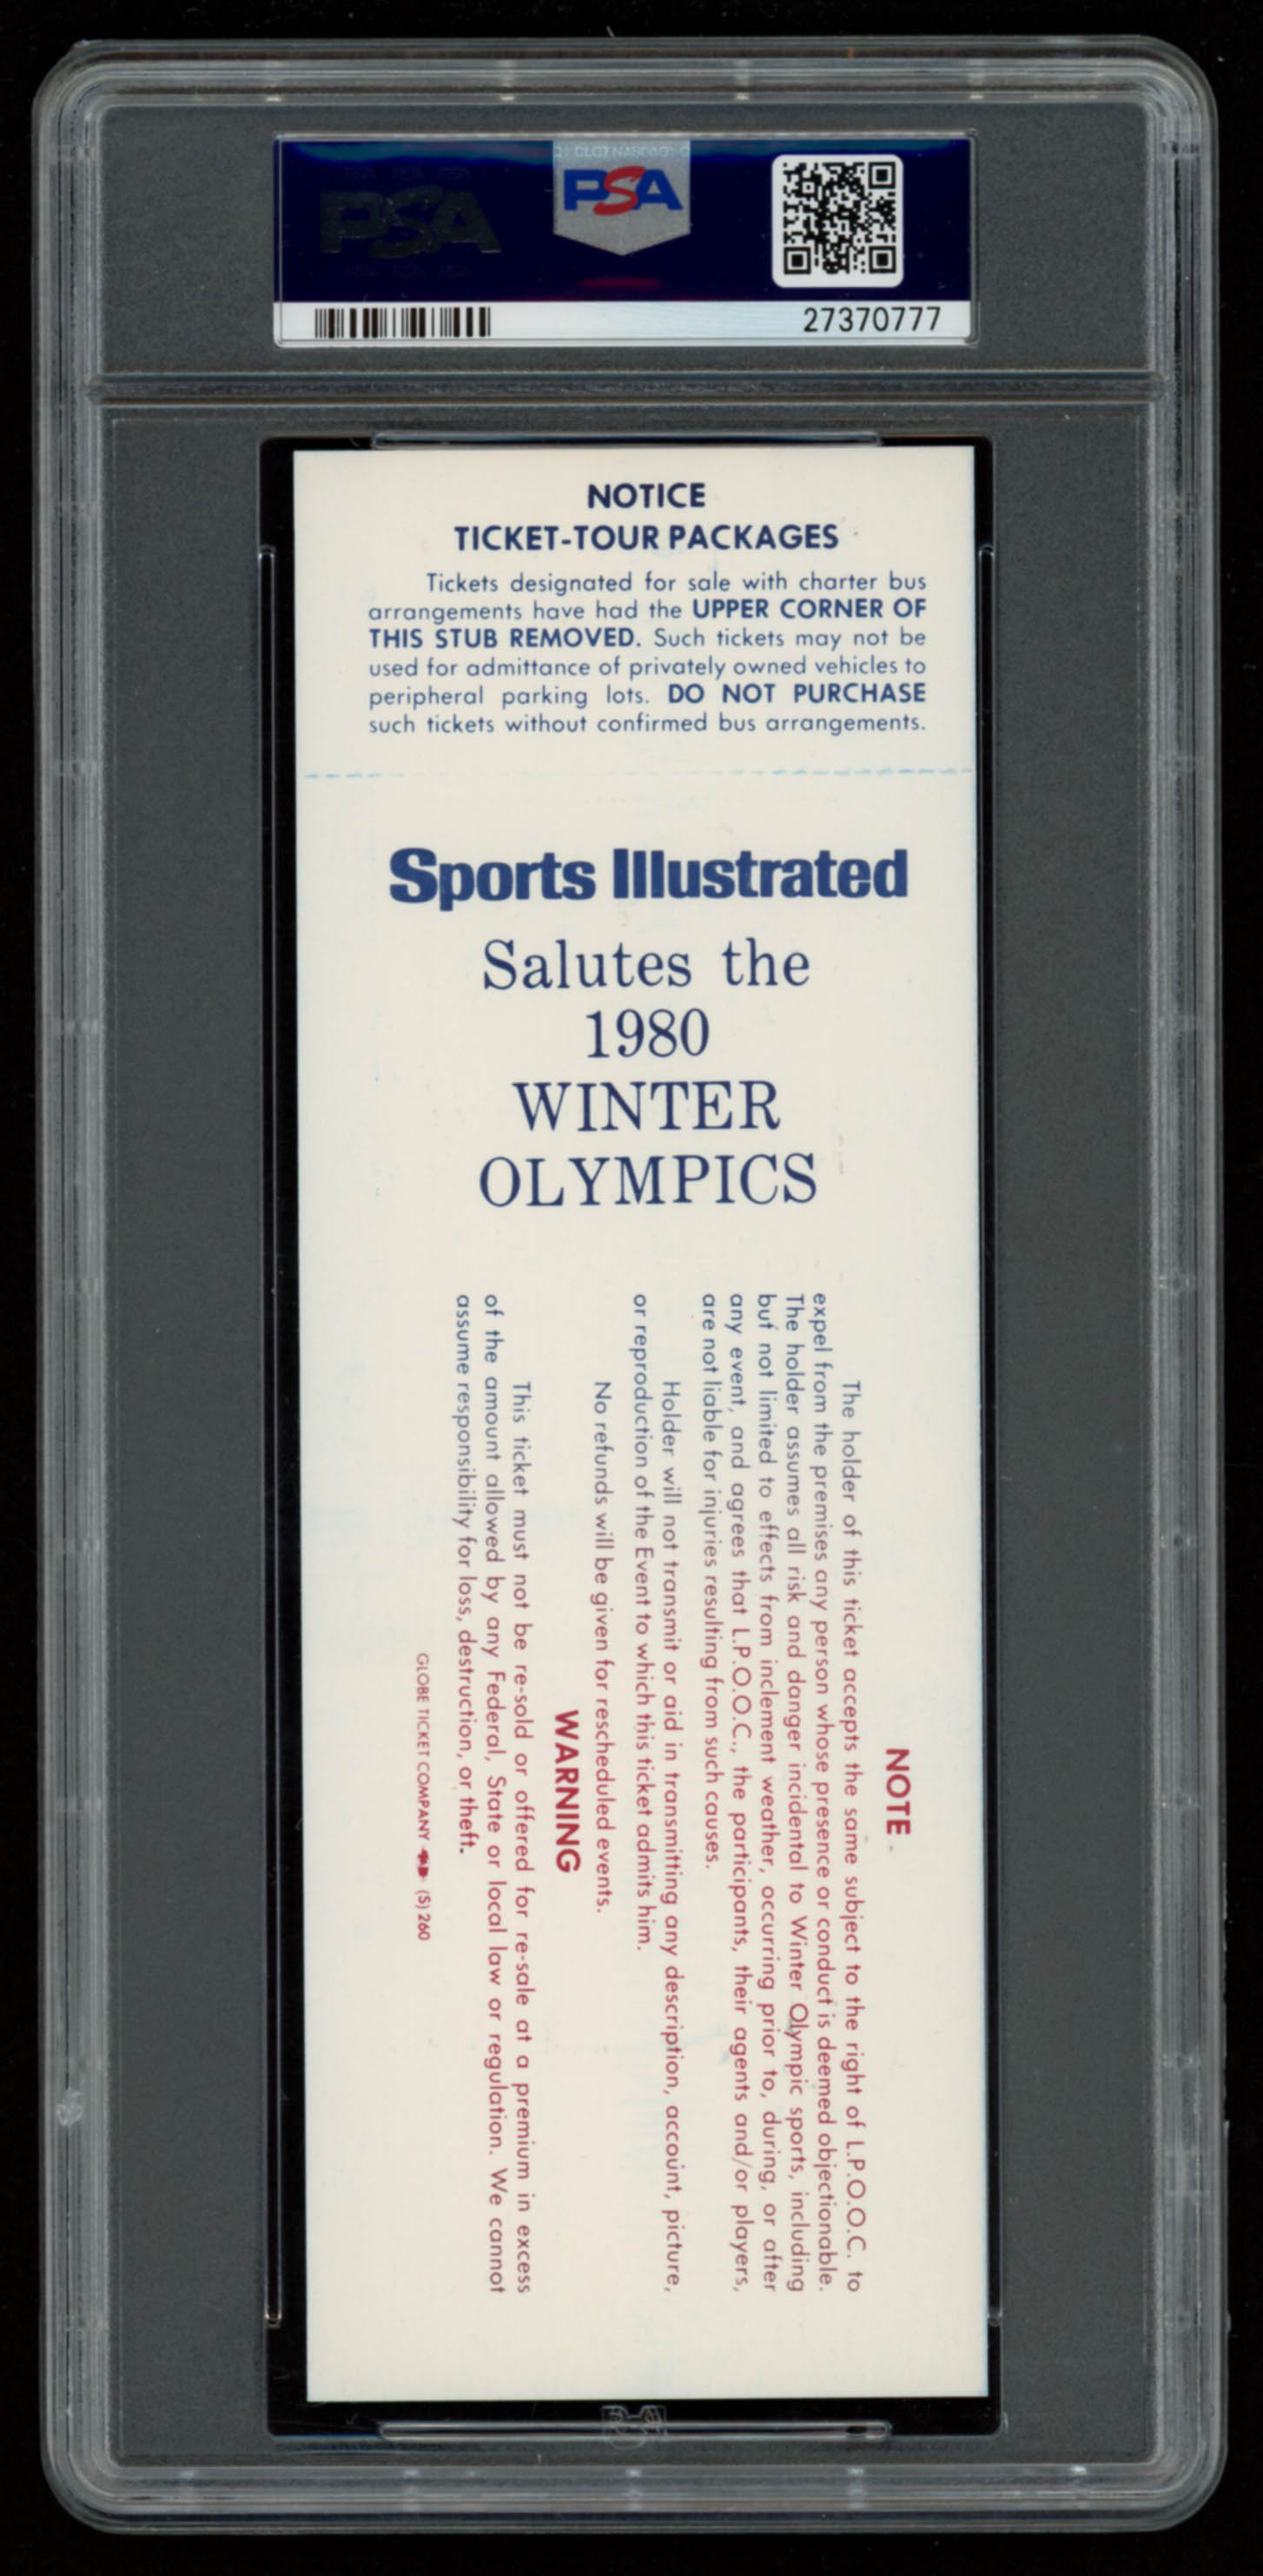 PSA
PSA
27370777
NOTICE
TICKET-TOUR PACKAGES
Tickets designated for sale with charter bus
arrangements have had the UPPER CORNER OF
THIS STUB REMOVED. Such tickets may not be
used for admittance of privately owned vehicles to
peripheral parking lots. DO NOT PURCHASE
such tickets without confirmed bus arrangements.
Sports Illustrated
Salutes the
1980
WINTER
OLYMPICS
NOTE
The holder of this ticket accepts the same subject to the right of L.P.O.O.C. to
expel from the premises any person whose presence or conduct is deemed objectionable.
The holder assumes all risk and danger incidental to Winter Olympic sports, including
but not limited to effects from inclement weather, occurring prior to, during, or after
any event, and agrees that L.P.O.O.C., the participants, their agents and/or players,
are not liable for injuries resulting from such causes.
Holder will not transmit or aid in transmitting any description, account, picture,
or reproduction of the Event to which this ticket admits him.
No refunds will be given for rescheduled events.
WARNING
This ticket must not be re-sold or offered for re-sale at a premium in excess
of the amount allowed by any Federal, State or local law or regulation. We cannot
assume responsibility for loss, destruction, or theft.
GLOBE TICKET COMPANY (S) 260